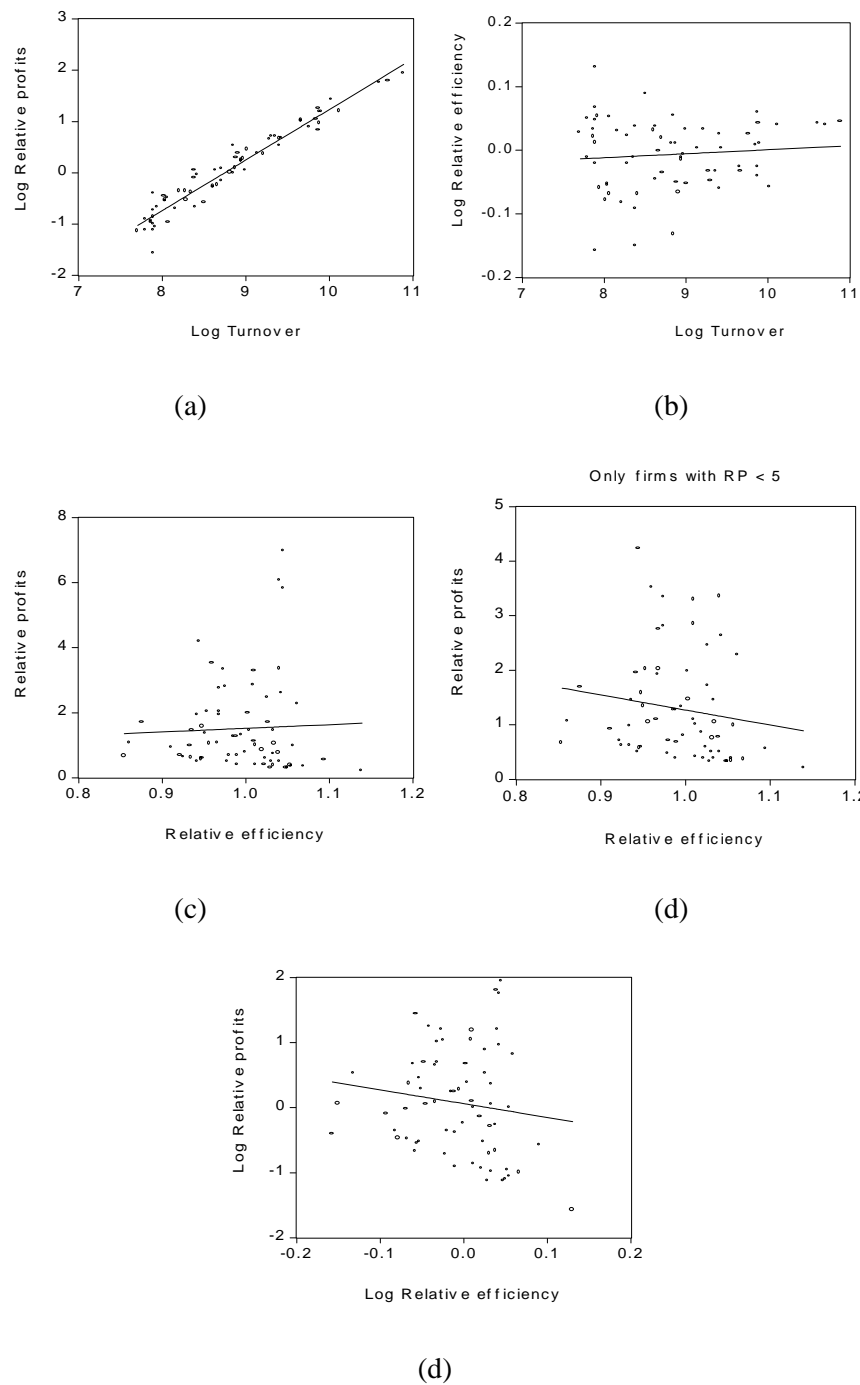 3
2
1
0
-1
-2
7 8 9 10 11
Log Relative profits
Log Turnover
(a)
0.2
0.1
0.0
-0.1
-0.2
7 8 9 10 11
Log Relative efficiency
Log Turnover
(b)
8
6
4
2
0
0.8 0.9 1.0 1.1 1.2
Relative profits
Relative efficiency
(c)
Only firms with RP < 5
5
4
3
2
1
0
0.8 0.9 1.0 1.1 1.2
Relative profits
Relative efficiency
(d)
2
1
0
-1
-2
-0.2 -0.1 0.0 0.1 0.2
Log Relative profits
Log Relative efficiency
(d)